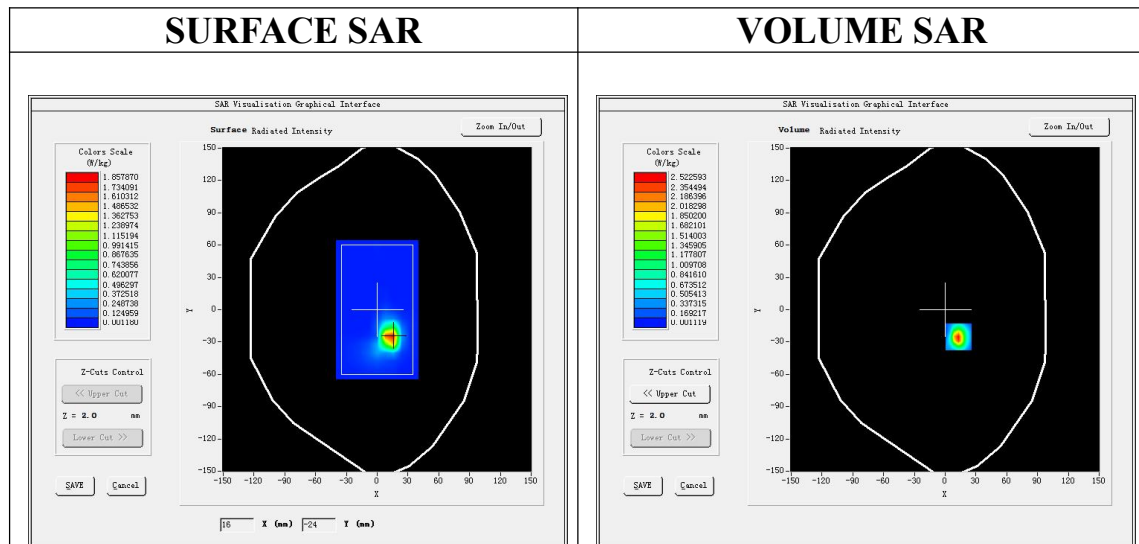 SURFACE SAR
VOLUME SAR
SAR Visualisation Graphical Interface
Surface Radiated Intensity
Zoom In/Out
Colors Scale
(W/kg)
1.857870
1.734091
1.610312
1.486532
1.362753
1.238974
1.115194
0.991415
0.867635
0.743856
0.620077
0.496297
0.372518
0.248738
0.124959
0.001180
Z-Cuts Control
<< Upper Cut
Z = 2.0 mm
Lower Cut >>
SAVE
Cancel
150
120
90
60
30
0
-30
-60
-90
-120
-150
Y
-150 -120 -90 -60 -30 0 30 60 90 120 150
X
16 X (mm) -24 Y (mm)
SAR Visualisation Graphical Interface
Volume Radiated Intensity
Zoom In/Out
Colors Scale
(W/kg)
2.522593
2.354494
2.186396
2.018298
1.850200
1.682101
1.514003
1.345905
1.177807
1.009708
0.841610
0.673512
0.505413
0.337315
0.169217
0.001119
Z-Cuts Control
<< Upper Cut
Z = 2.0 mm
Lower Cut >>
SAVE
Cancel
150
120
90
60
30
0
-30
-60
-90
-120
-150
Y
-150 -120 -90 -60 -30 0 30 60 90 120 150
X